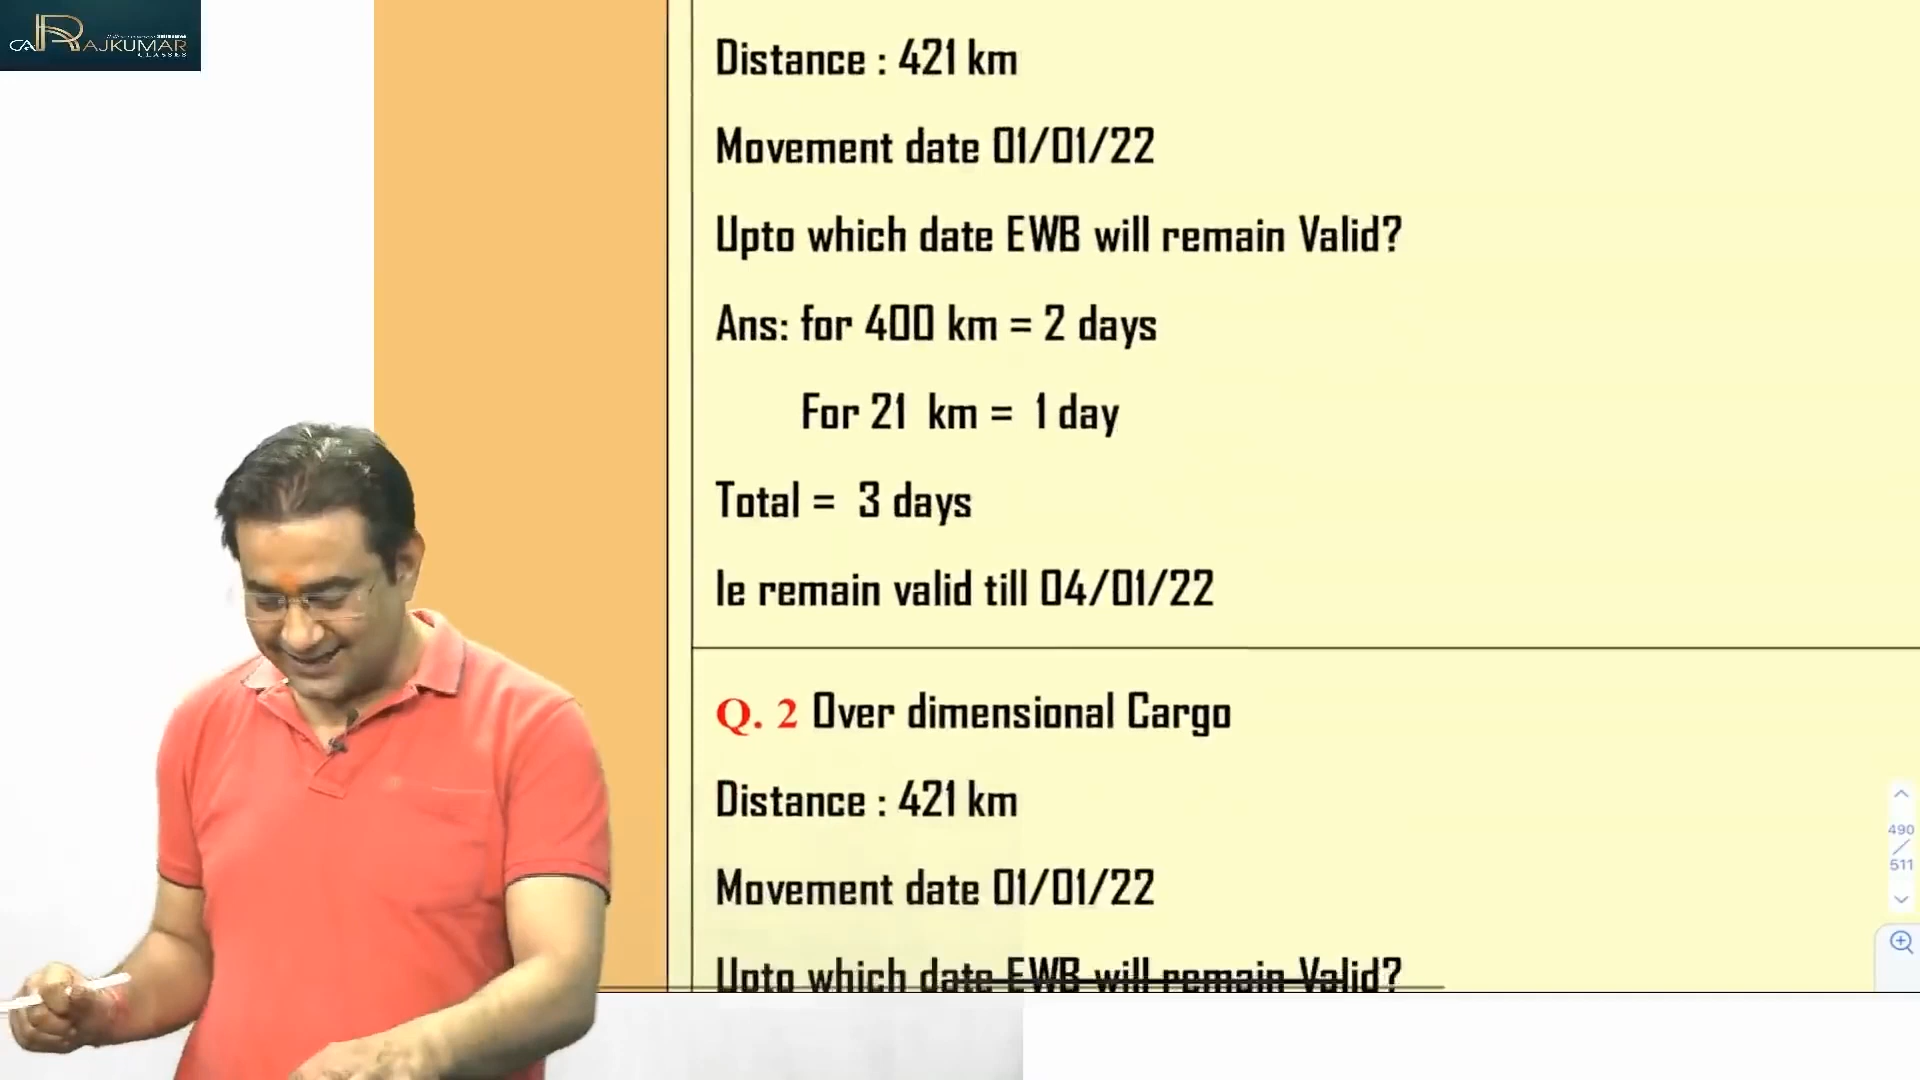 CA RAJKUMAR
CLASSES
Distance : 421 km
Movement date 01/01/22
Upto which date EWB will remain Valid?
Ans: for 400 km = 2 days
For 21 km = 1 day
Total = 3 days
Ie remain valid till 04/01/22
Q. 2 Over dimensional Cargo
Distance : 421 km
Movement date 01/01/22
Upto which date EWB will remain Valid?
490
/
511